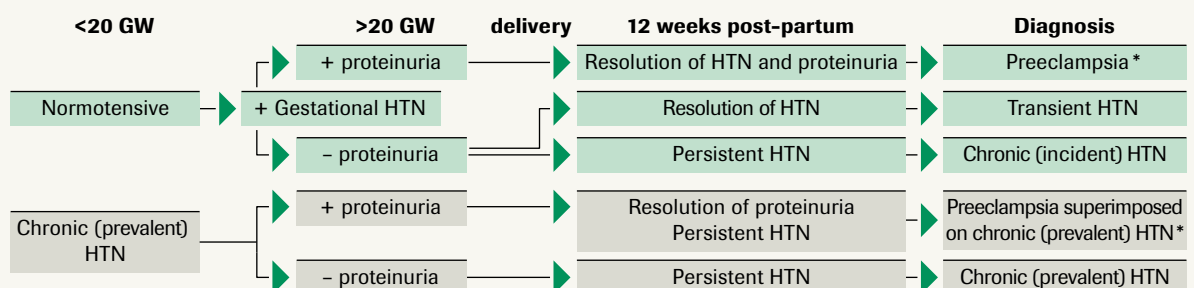 <20 GW >20 GW delivery 12 weeks post-partum Diagnosis
+ proteinuria Resolution of HTN and proteinuria Preeclampsia*
Normotensive + Gestational HTN Resolution of HTN Transient HTN
– proteinuria Persistent HTN Chronic (incident) HTN
Chronic (prevalent)
HTN
+ proteinuria Resolution of proteinuria
Persistent HTN
Preeclampsia superimposed
on chronic (prevalent) HTN*
– proteinuria Persistent HTN Chronic (prevalent) HTN